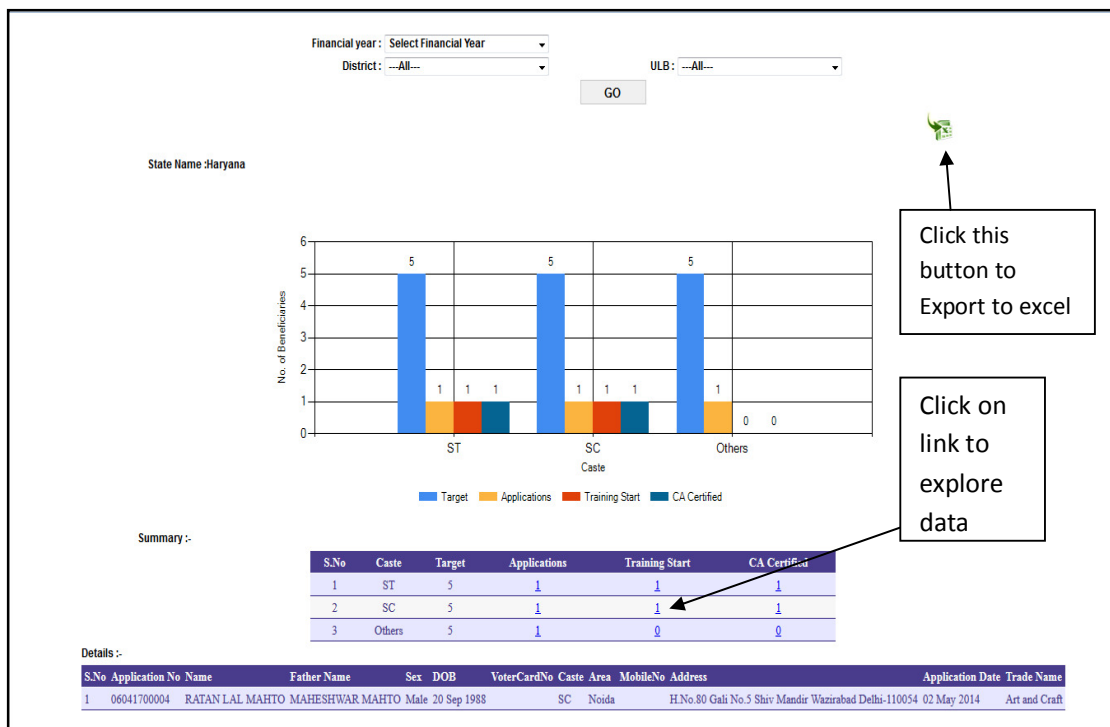 Financial year : Select Financial Year
District : ---All--- ULB : ---All---
GO
State Name :Haryana
Click this
button to
Export to excel
No. of Beneficiaries
6
5
4
3
2
1
0
5 1 1 1
5 1 1 1
5 1 0 0
ST SC Others
Caste
Target Applications Training Start CA Certified
Click on
link to
explore
data
Summary :-
S.No Caste Target Applications Training Start CA Certified
1 ST 5 1 1 1
2 SC 5 1 1 1
3 Others 5 1 0 0
Details :-
S.No Application No Name Father Name Sex DOB VoterCardNo Caste Area MobileNo Address Application Date Trade Name
1 06041700004 RATAN LAL MAHTO MAHESHWAR MAHTO Male 20 Sep 1988 SC Noida H.No.80 Gali No.5 Shiv Mandir Wazirabad Delhi-110054 02 May 2014 Art and Craft